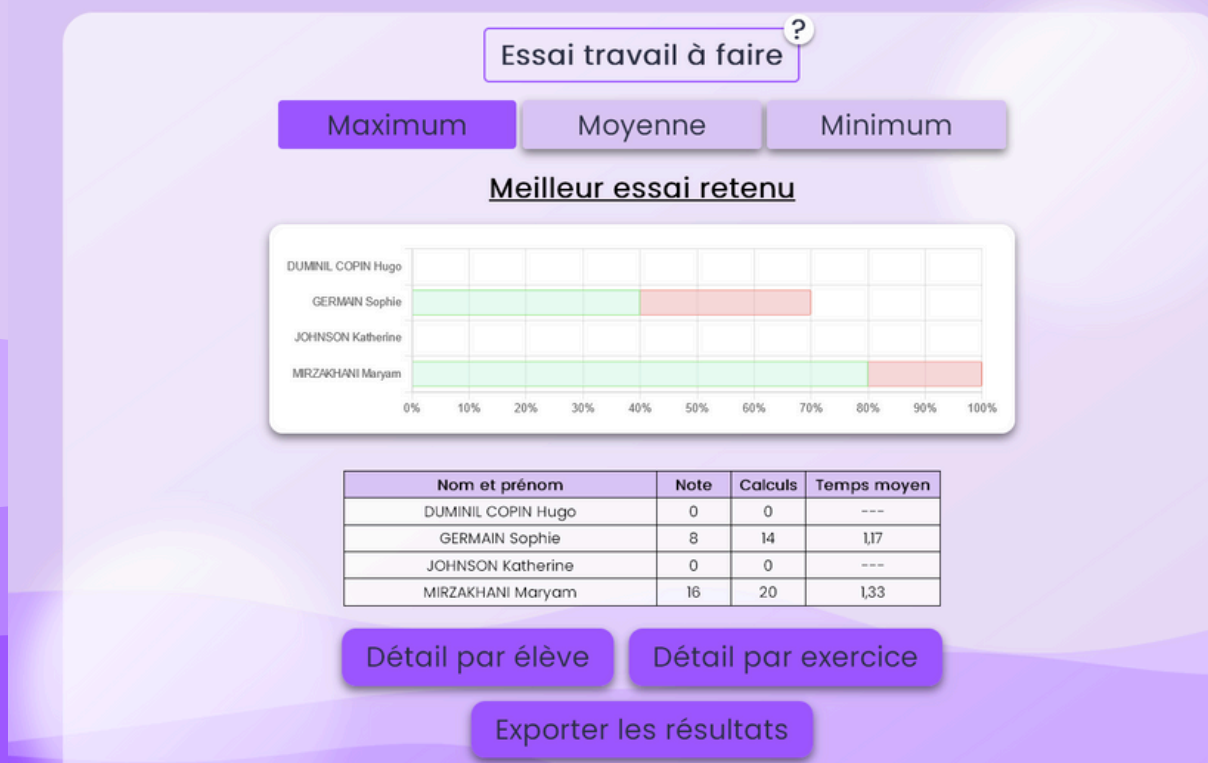 ?
Essai travail à faire
Maximum Moyenne Minimum
Meilleur essai retenu
DUMINIL COPIN Hugo
GERMAIN Sophie
JOHNSON Katherine
MIRZAKHANI Maryam
0% 10% 20% 30% 40% 50% 60% 70% 80% 90% 100%
Nom et prénom Note Calculs Temps moyen
DUMINIL COPIN Hugo 0 0 ---
GERMAIN Sophie 8 14 1,17
JOHNSON Katherine 0 0 ---
MIRZAKHANI Maryam 16 20 1,33
Détail par élève Détail par exercice
Exporter les résultats